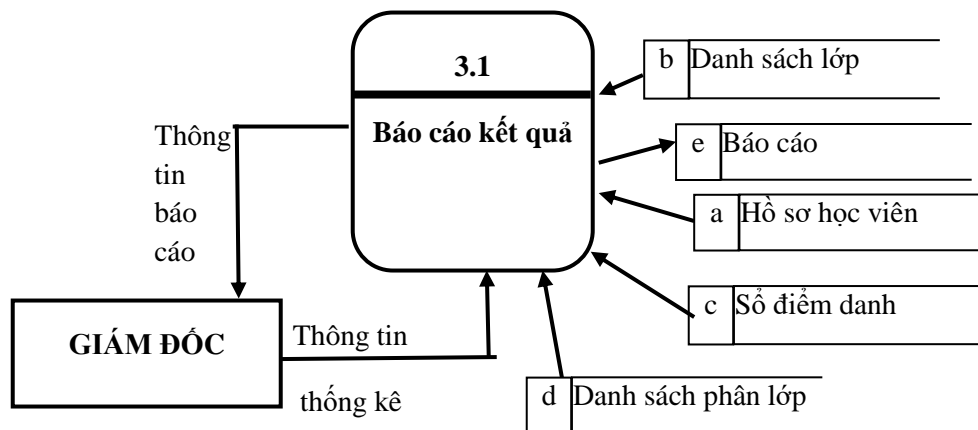 3.1
Báo cáo kết quả
b Danh sách lớp
e Báo cáo
a Hồ sơ học viên
c Sổ điểm danh
d Danh sách phân lớp
Thông
tin
báo
cáo
GIÁM ĐỐC
Thông tin
thống kê